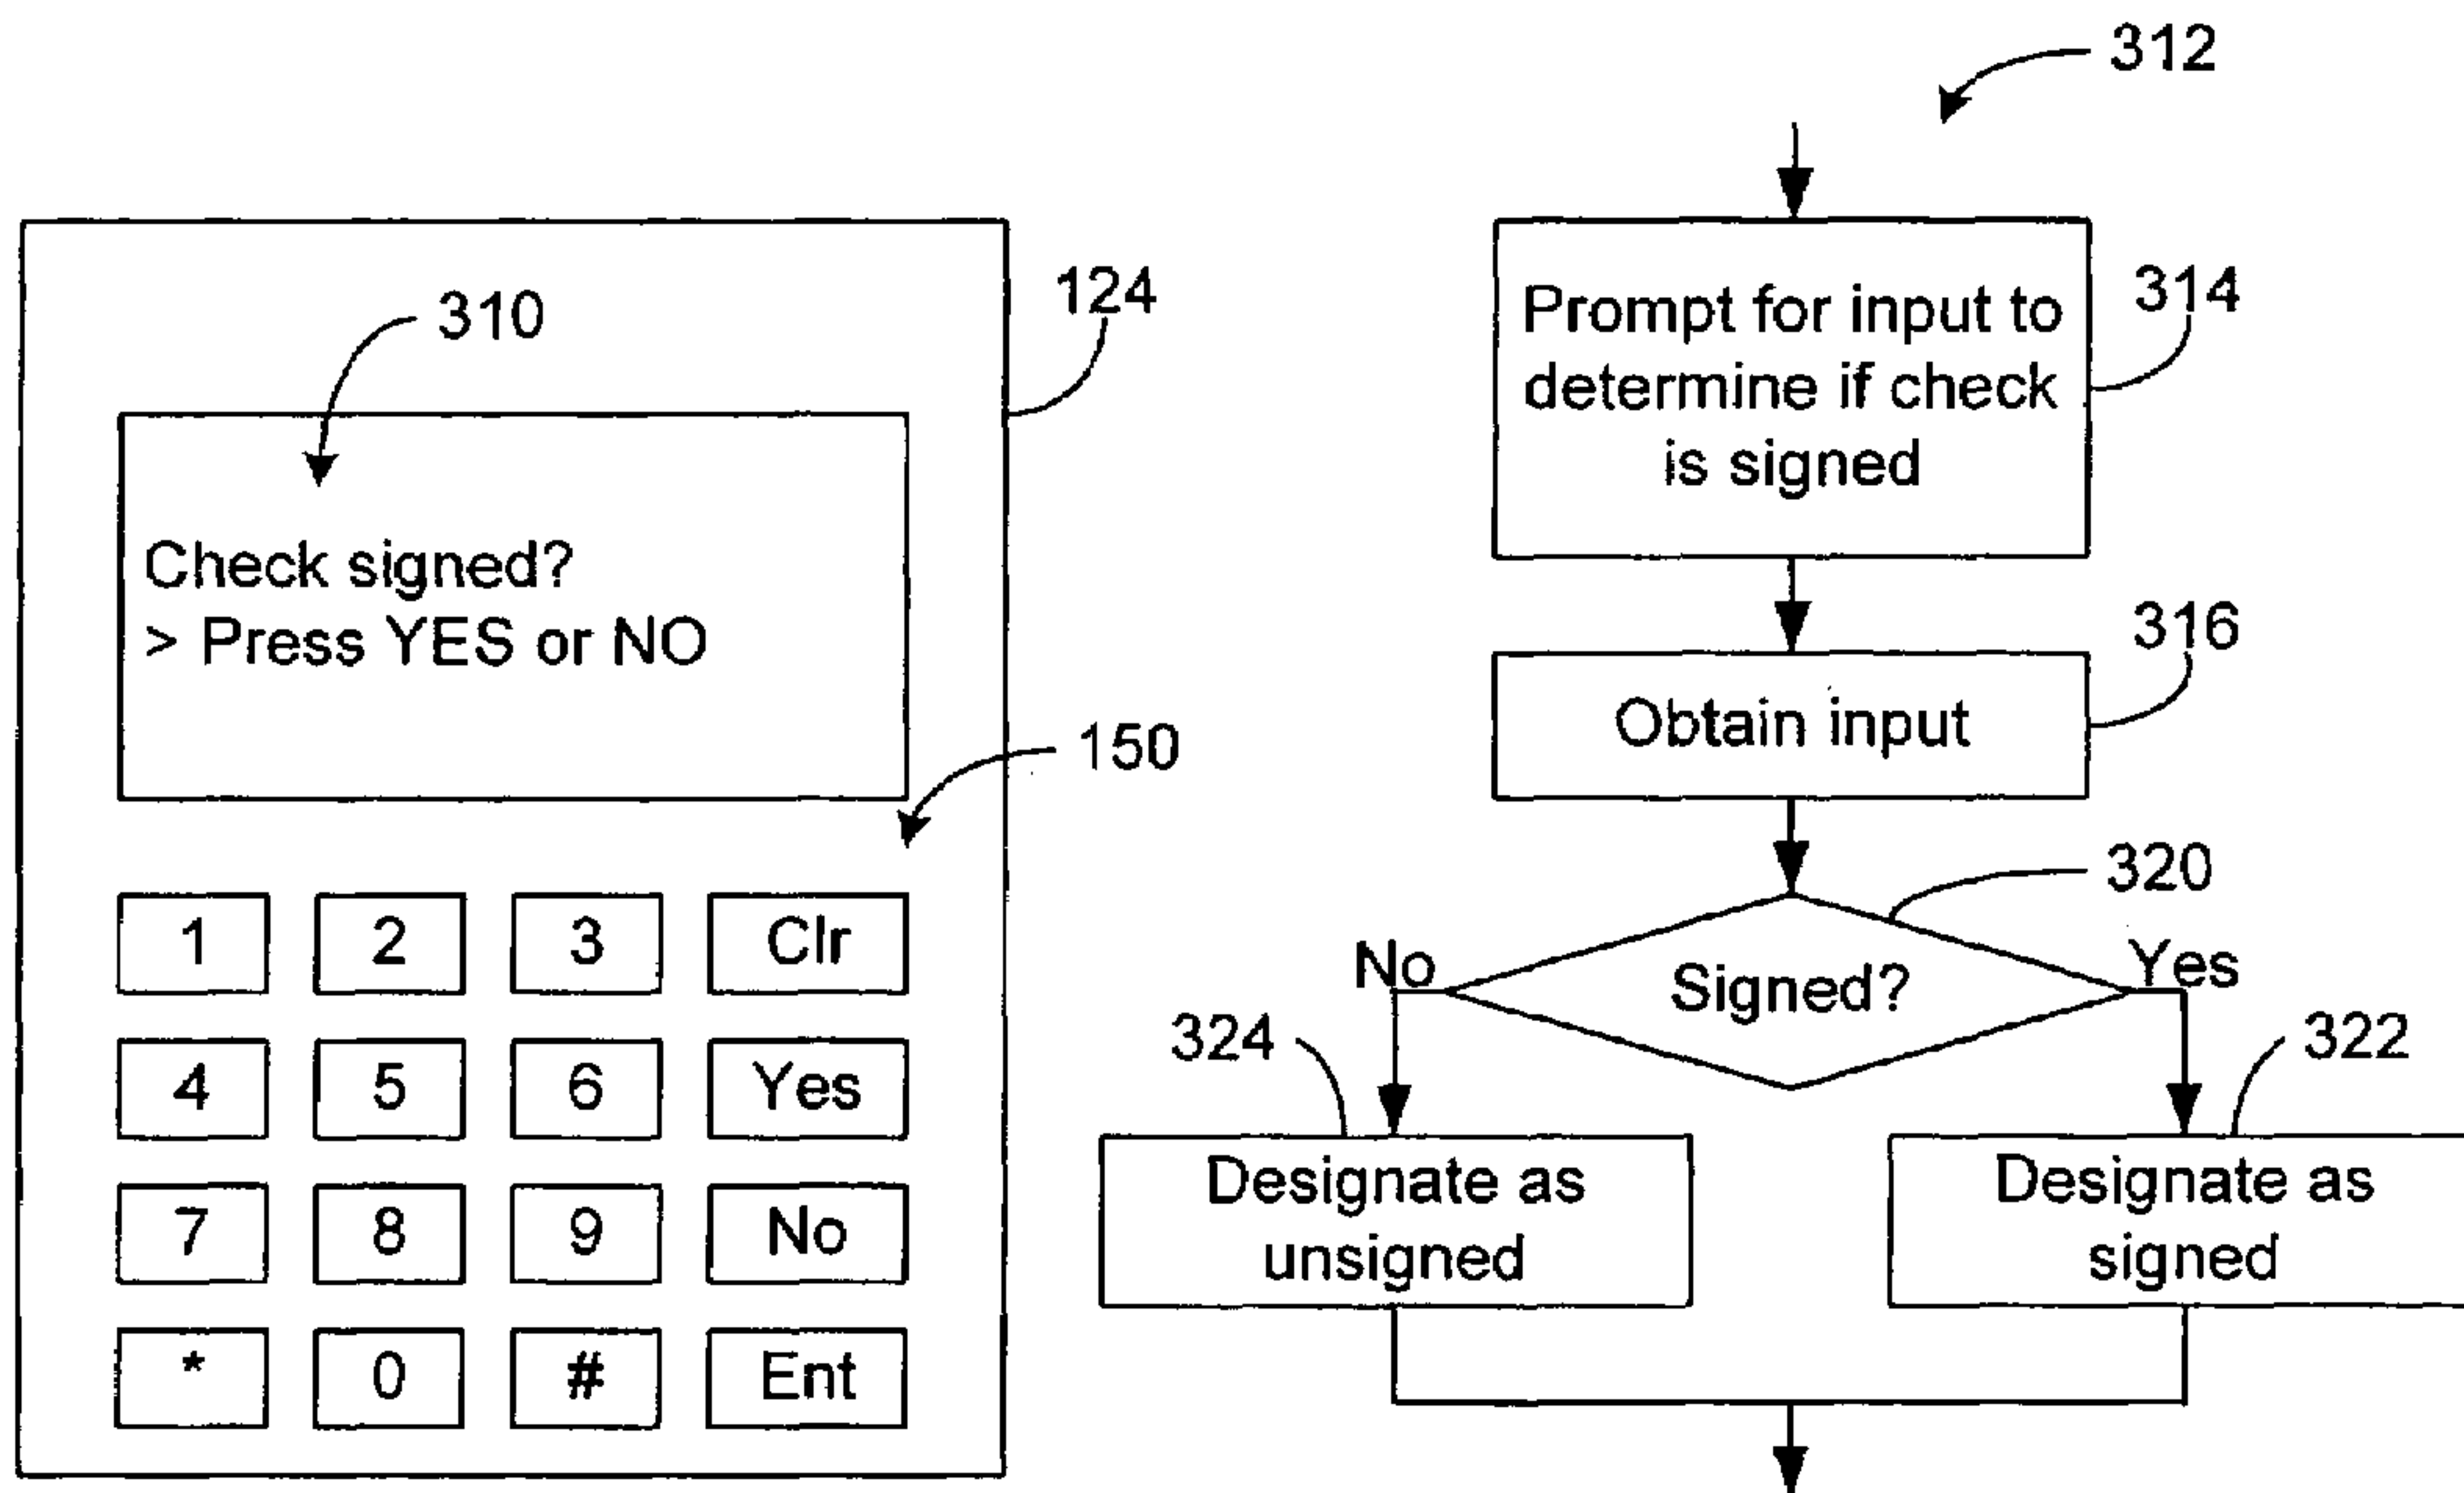 310
124
Check signed?
> Press YES or NO
150
1 2 3 Clr
4 5 6 Yes
7 8 9 No
* 0 # Ent
312
Prompt for input to
determine if check
is signed
314
Obtain input
316
320
Signed?
No
Yes
324
322
Designate as
unsigned
Designate as
signed